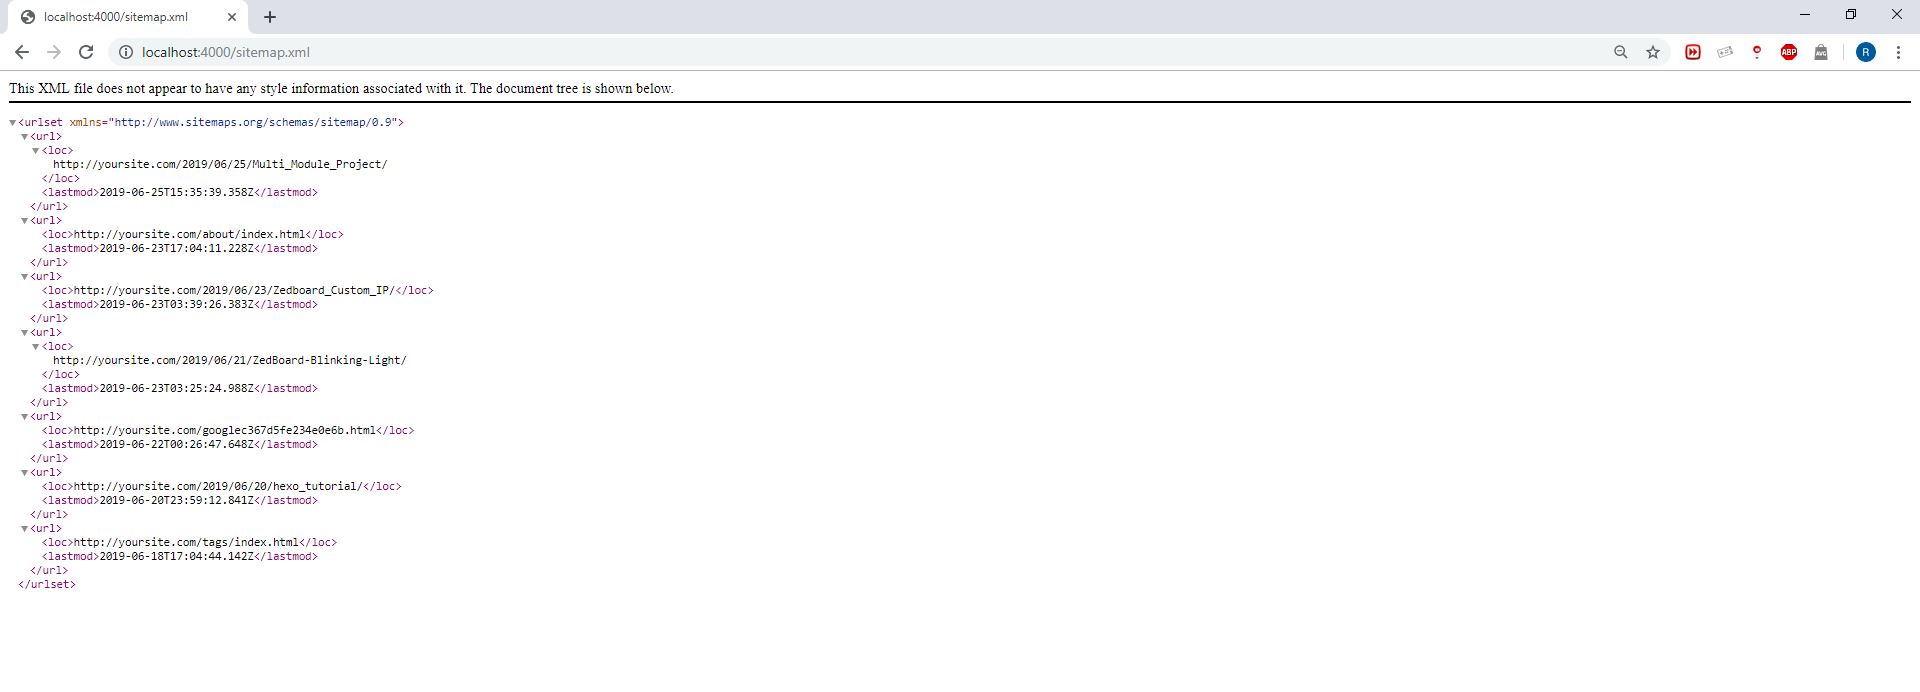 localhost:4000/sitemap.xml
localhost:4000/sitemap.xml
ABP
AVG
R
This XML file does not appear to have any style information associated with it. The document tree is shown below.
<urlset xmlns="http://www.sitemaps.org/schemas/sitemap/0.9">
<url>
<loc>
http://yoursite.com/2019/06/25/Multi_Module_Project/
</loc>
<lastmod>2019-06-25T15:35:39.358Z</lastmod>
</url>
<url>
<loc>http://yoursite.com/about/index.html</loc>
<lastmod>2019-06-23T17:04:11.228Z</lastmod>
</url>
<url>
<loc>http://yoursite.com/2019/06/23/Zedboard_Custom_IP/</loc>
<lastmod>2019-06-23T03:39:26.383Z</lastmod>
</url>
<url>
<loc>
http://yoursite.com/2019/06/21/ZedBoard-Blinking-Light/
</loc>
<lastmod>2019-06-23T03:25:24.988Z</lastmod>
</url>
<url>
<loc>http://yoursite.com/googlec367d5fe234e0e6b.html</loc>
<lastmod>2019-06-22T00:26:47.648Z</lastmod>
</url>
<url>
<loc>http://yoursite.com/2019/06/20/hexo_tutorial/</loc>
<lastmod>2019-06-20T23:59:12.841Z</lastmod>
</url>
<url>
<loc>http://yoursite.com/tags/index.html</loc>
<lastmod>2019-06-18T17:04:44.142Z</lastmod>
</url>
</urlset>